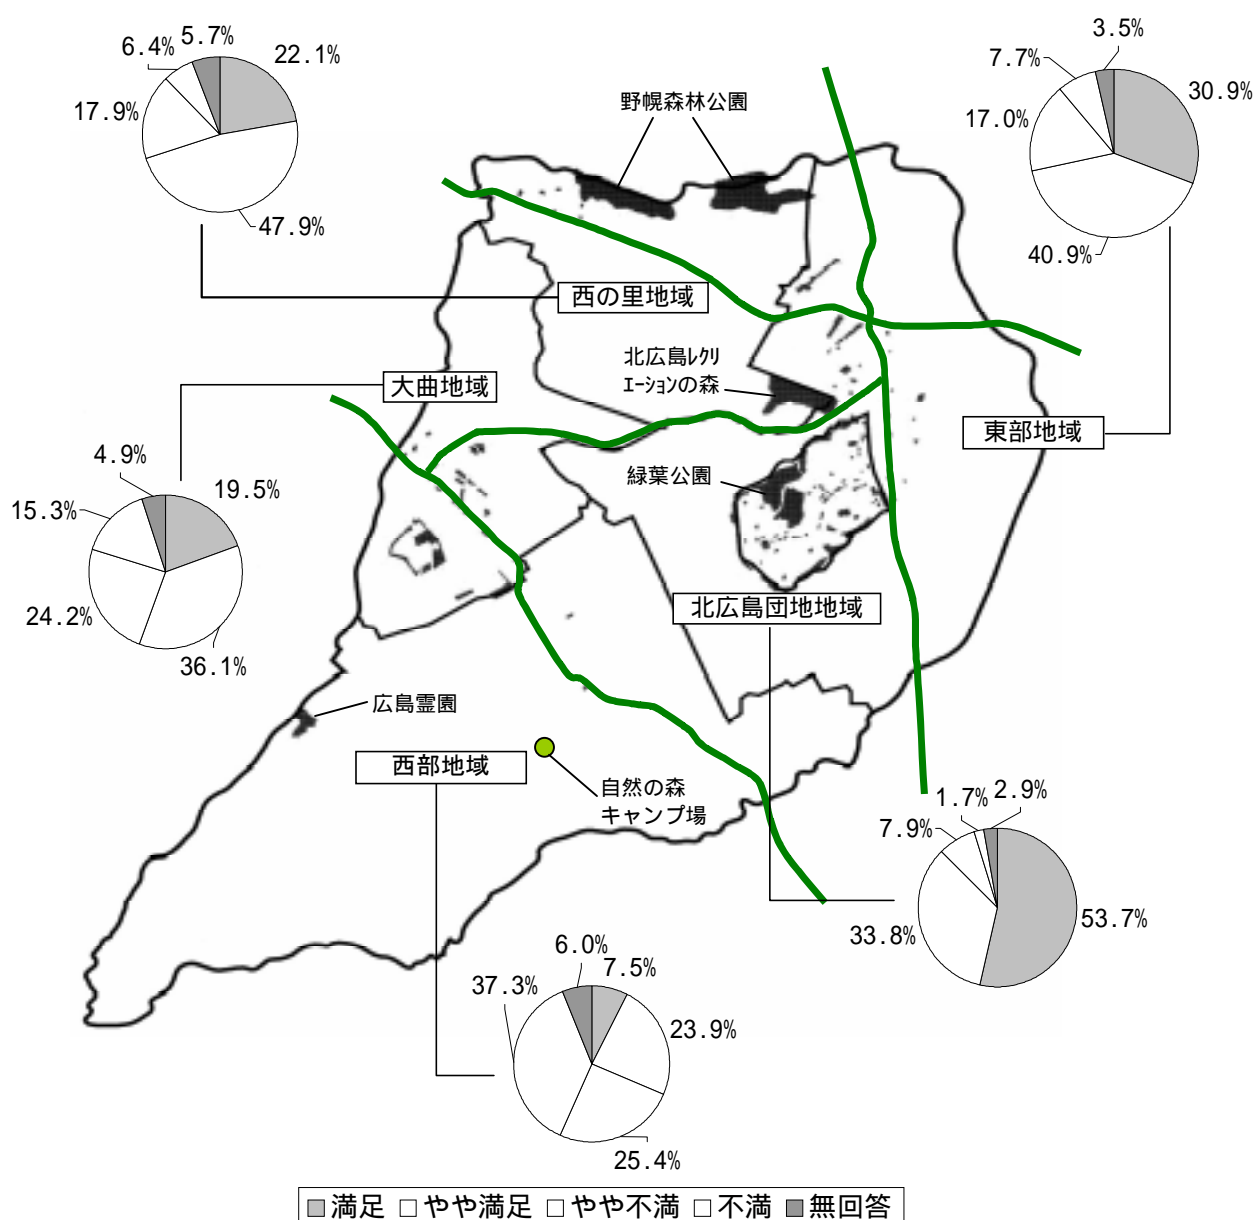 5.7%
6.4%
22.1%
17.9%
47.9%
3.5%
7.7%
30.9%
17.0%
40.9%
野幌森林公園
西の里地域
北広島ﾚｸﾘ
ｴｰｼｮﾝの森
大曲地域
東部地域
緑葉公園
4.9%
19.5%
15.3%
24.2%
36.1%
北広島団地地域
広島霊園
西部地域
自然の森
キャンプ場
1.7%
2.9%
7.9%
33.8%
53.7%
6.0%
7.5%
37.3%
23.9%
25.4%
満足 やや満足 やや不満 不満 無回答